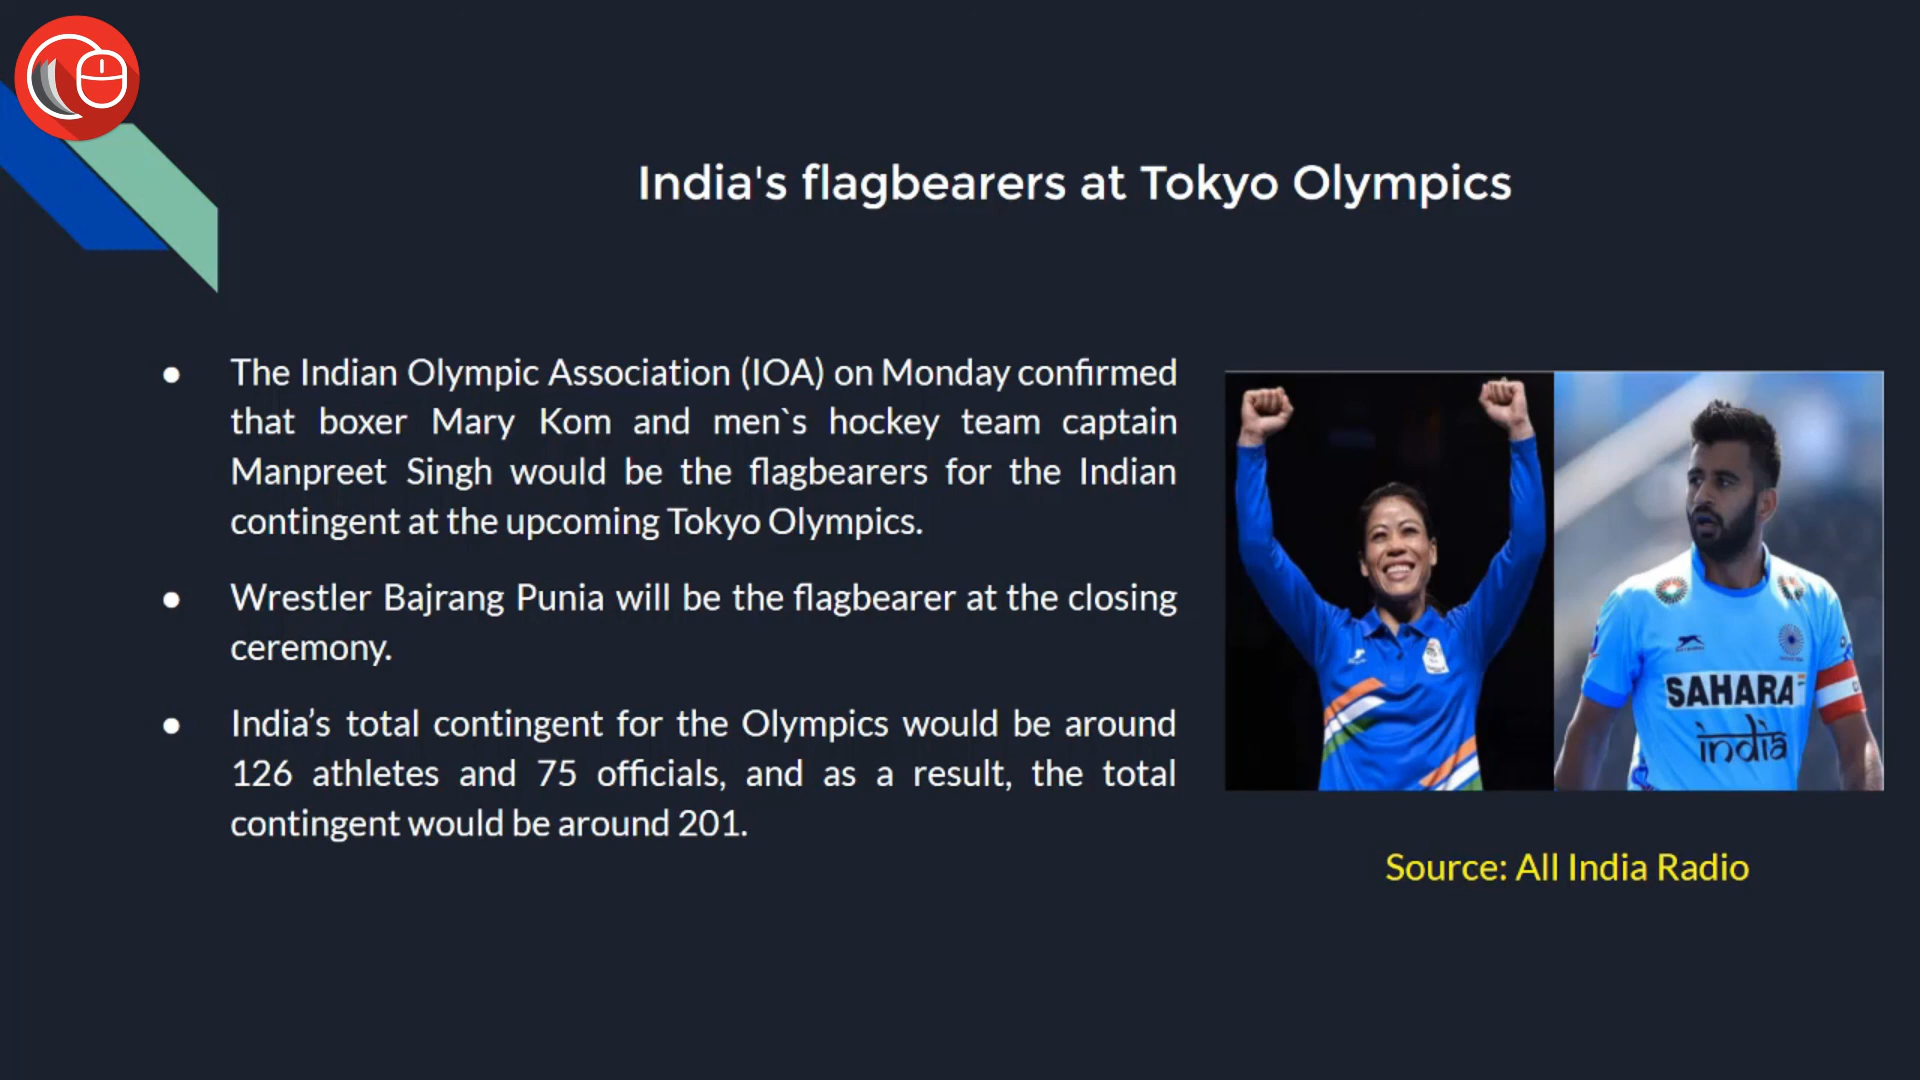 India's flagbearers at Tokyo Olympics
● The Indian Olympic Association (IOA) on Monday confirmed
that boxer Mary Kom and men`s hockey team captain
Manpreet Singh would be the flagbearers for the Indian
contingent at the upcoming Tokyo Olympics.
● Wrestler Bajrang Punia will be the flagbearer at the closing
ceremony.
● India’s total contingent for the Olympics would be around
126 athletes and 75 officials, and as a result, the total
contingent would be around 201.
SAHARA
india
Source: All India Radio